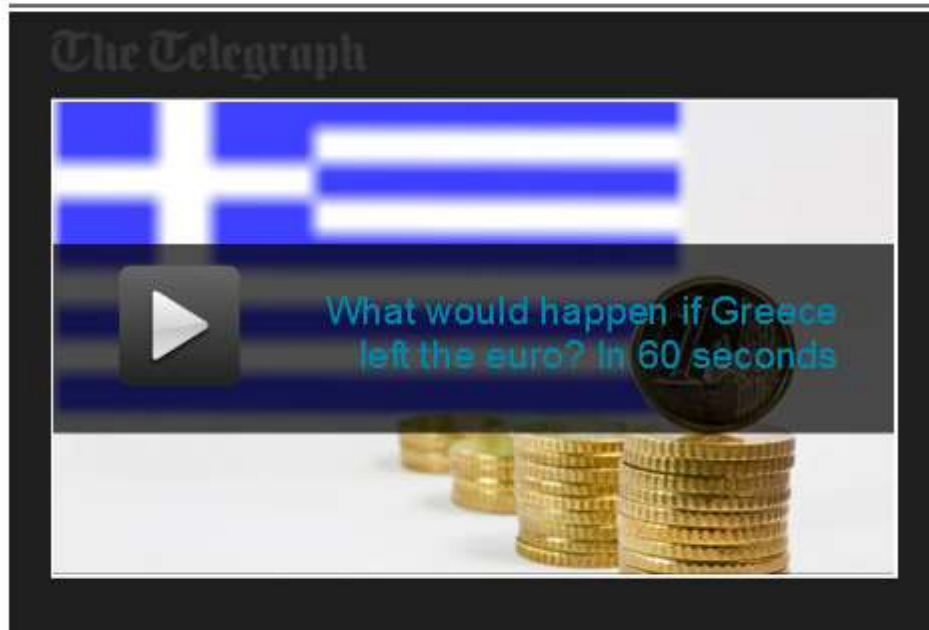 The Telegraph
What would happen if Greece
left the euro? In 60 seconds